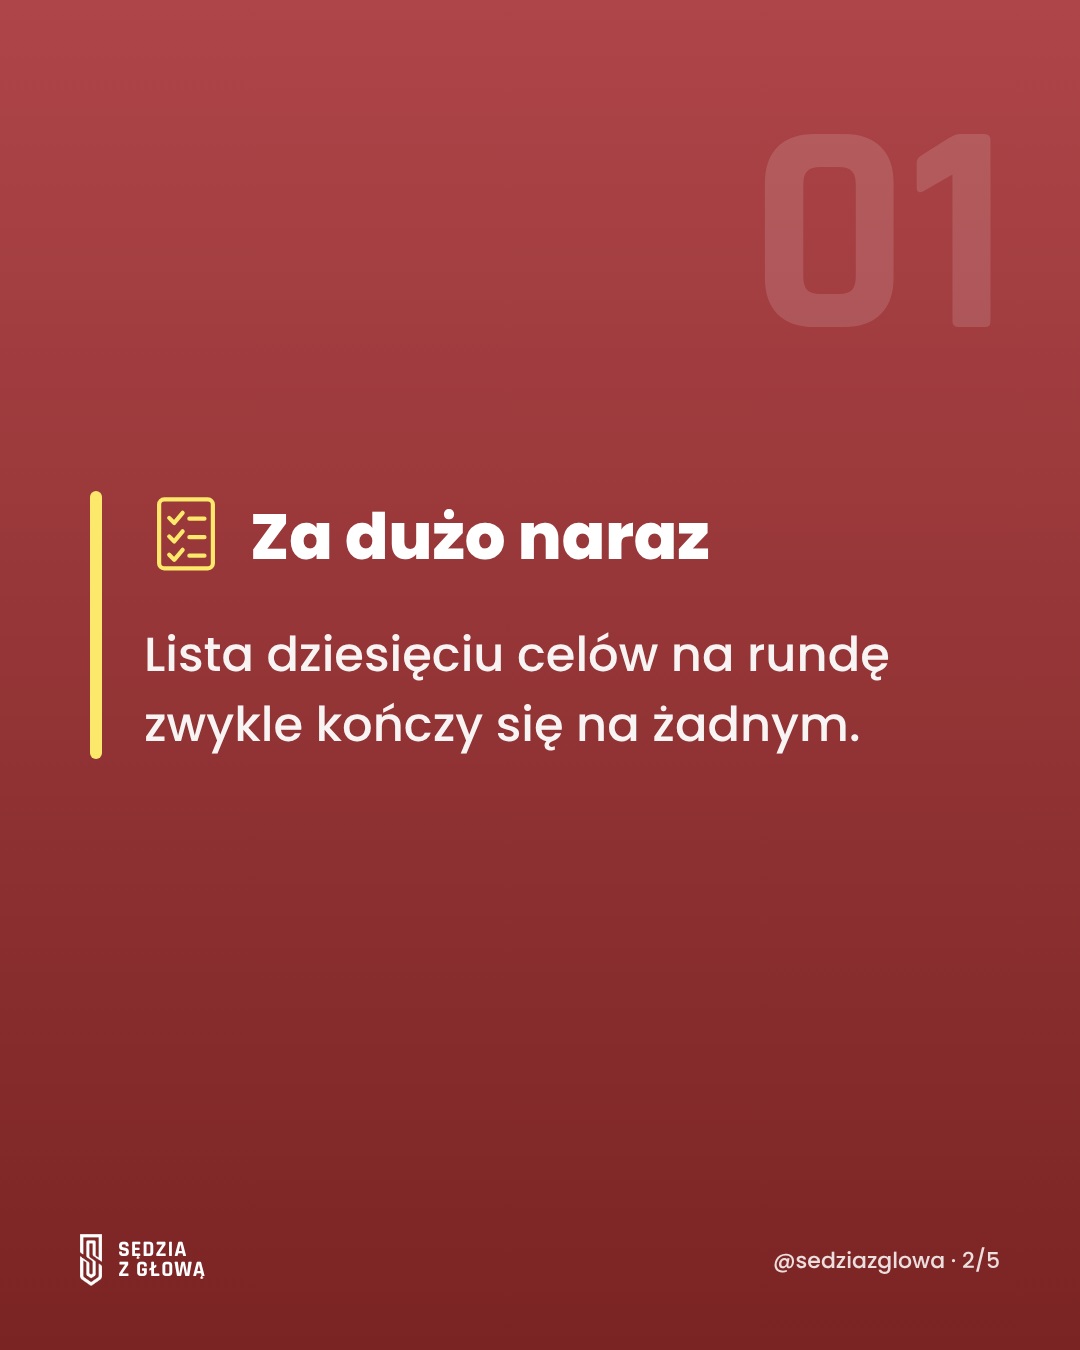 01
Za dużo naraz
Lista dziesięciu celów na rundę
zwykle kończy się na żadnym.
SĘDZIA
Z GŁOWĄ
@sedziazglowa · 2/5